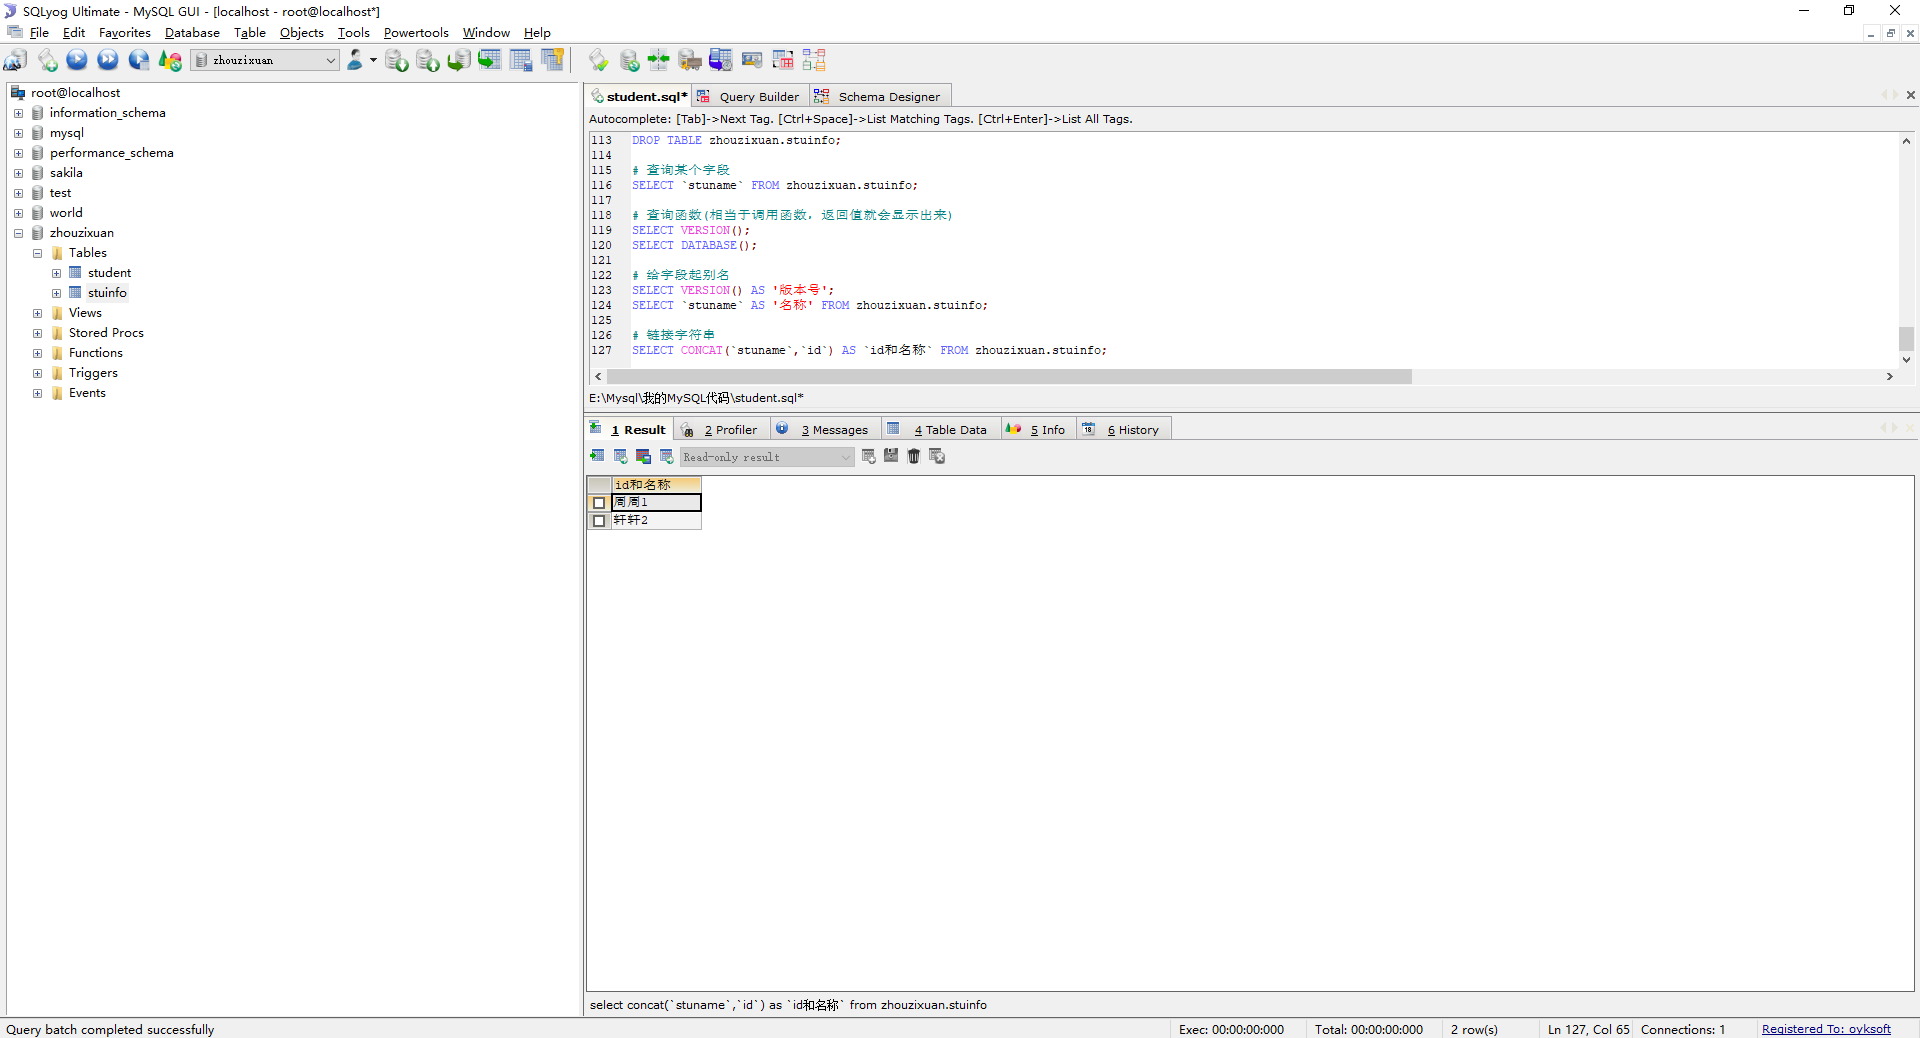 SQLyog Ultimate - MySQL GUI - [localhost - root@localhost*]
File Edit Favorites Database Table Objects Tools Powertools Window Help
zhouzixuan
root@localhost
information_schema
mysql
performance_schema
sakila
test
world
zhouzixuan
Tables
student
stuinfo
Views
Stored Procs
Functions
Triggers
Events
student.sql* Query Builder Schema Designer
Autocomplete: [Tab]->Next Tag. [Ctrl+Space]->List Matching Tags. [Ctrl+Enter]->List All Tags.
113 DROP TABLE zhouzixuan.stuinfo;
114
115 # 查询某个字段
116 SELECT `stuname` FROM zhouzixuan.stuinfo;
117
118 # 查询函数(相当于调用函数，返回值就会显示出来)
119 SELECT VERSION();
120 SELECT DATABASE();
121
122 # 给字段起别名
123 SELECT VERSION() AS '版本号';
124 SELECT `stuname` AS '名称' FROM zhouzixuan.stuinfo;
125
126 # 链接字符串
127 SELECT CONCAT(`stuname`,`id`) AS `id和名称` FROM zhouzixuan.stuinfo;
E:\Mysql\我的MySQL代码\student.sql*
1 Result 2 Profiler 3 Messages 4 Table Data 5 Info 6 History
Read-only result
id和名称
周周1
轩轩2
select concat(`stuname`,`id`) as `id和名称` from zhouzixuan.stuinfo
Query batch completed successfully Exec: 00:00:00:000 Total: 00:00:00:000 2 row(s) Ln 127, Col 65 Connections: 1 Registered To: ovksoft